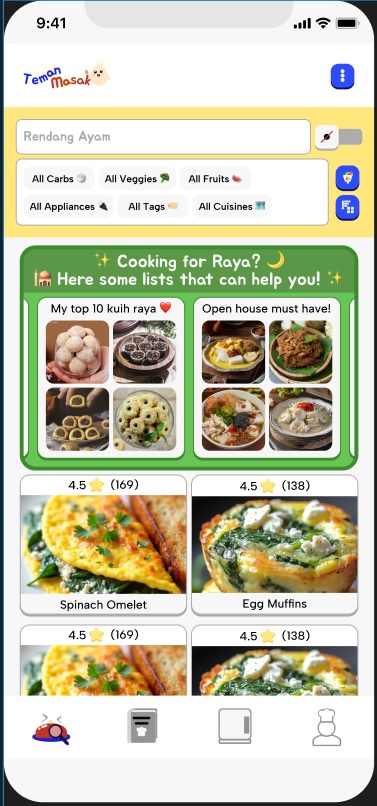 9:41
Teman
Masak
Rendang Ayam
All Carbs 🍚 All Veggies 🥦 All Fruits 🍉
All Appliances 🔌 All Tags 🏷️ All Cuisines 🍱
✨ Cooking for Raya? 🌙
🕌 Here some lists that can help you! ✨
My top 10 kuih raya ❤️ Open house must have!
4.5 ⭐ (169) 4.5 ⭐ (138)
Spinach Omelet Egg Muffins
4.5 ⭐ (169) 4.5 ⭐ (138)